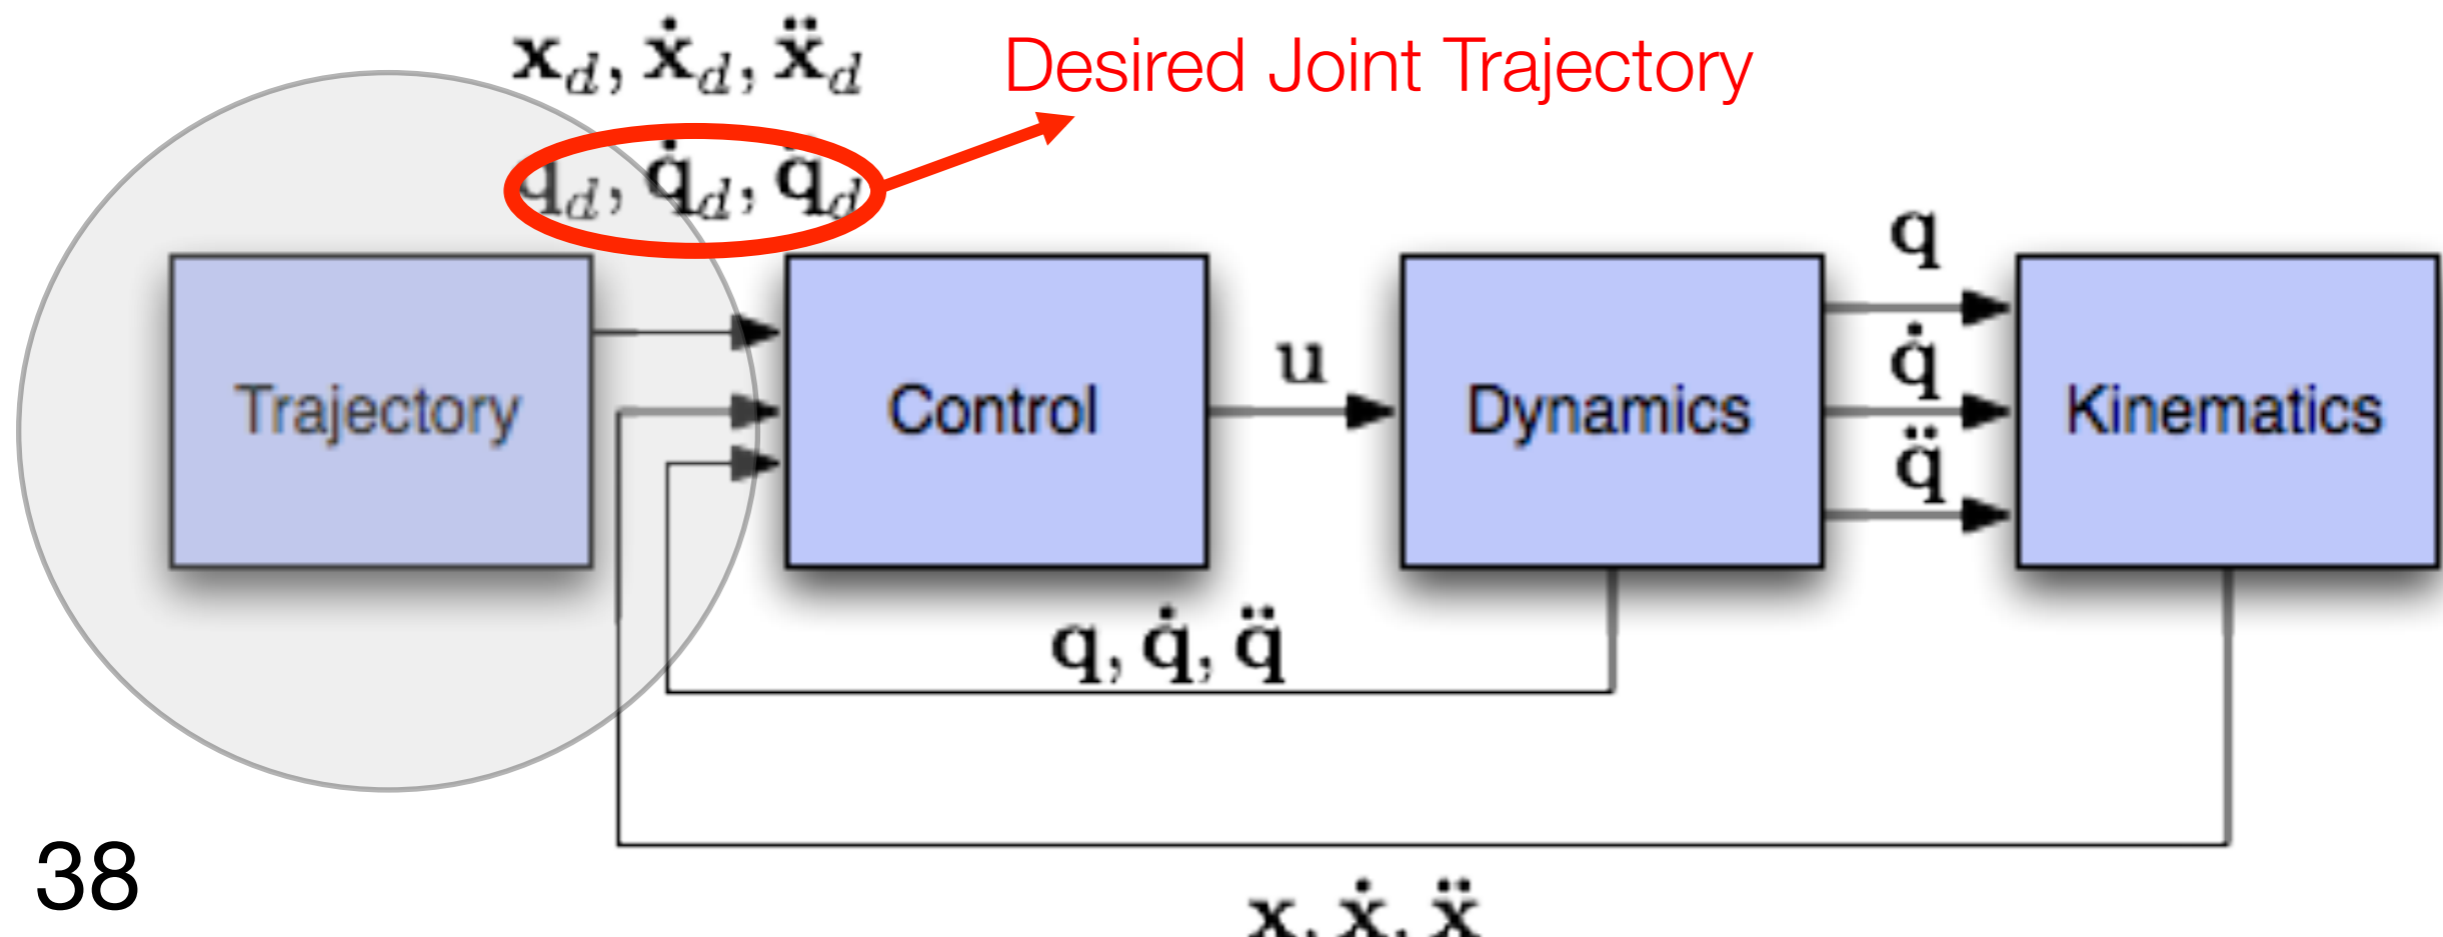 𝐱_d, 𝐱̇_d, 𝐱̈_d
Desired Joint Trajectory
𝐪_d, 𝐪̇_d, 𝐪̈_d
Trajectory
Control
𝐮
Dynamics
𝐪
𝐪̇
𝐪̈
Kinematics
𝐪, 𝐪̇, 𝐪̈
38
𝐱, 𝐱̇, 𝐱̈